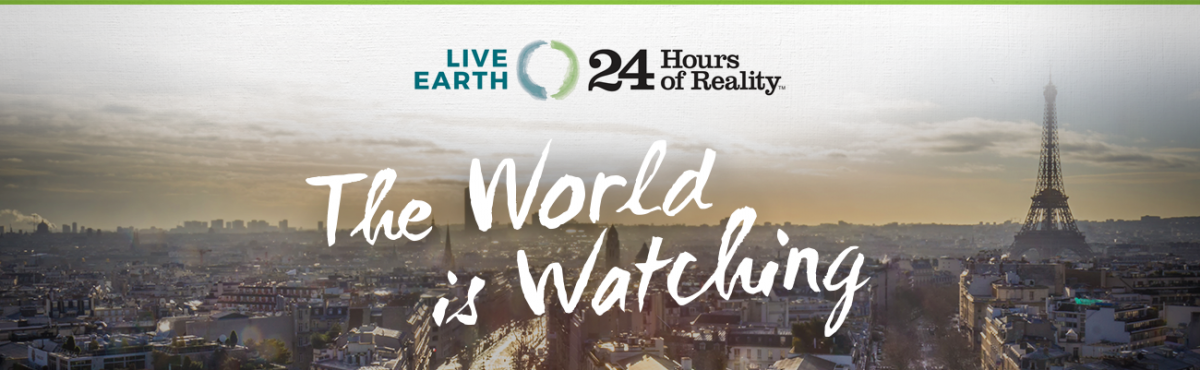 LIVE
EARTH
24 Hours
of Reality™
The World
is Watching